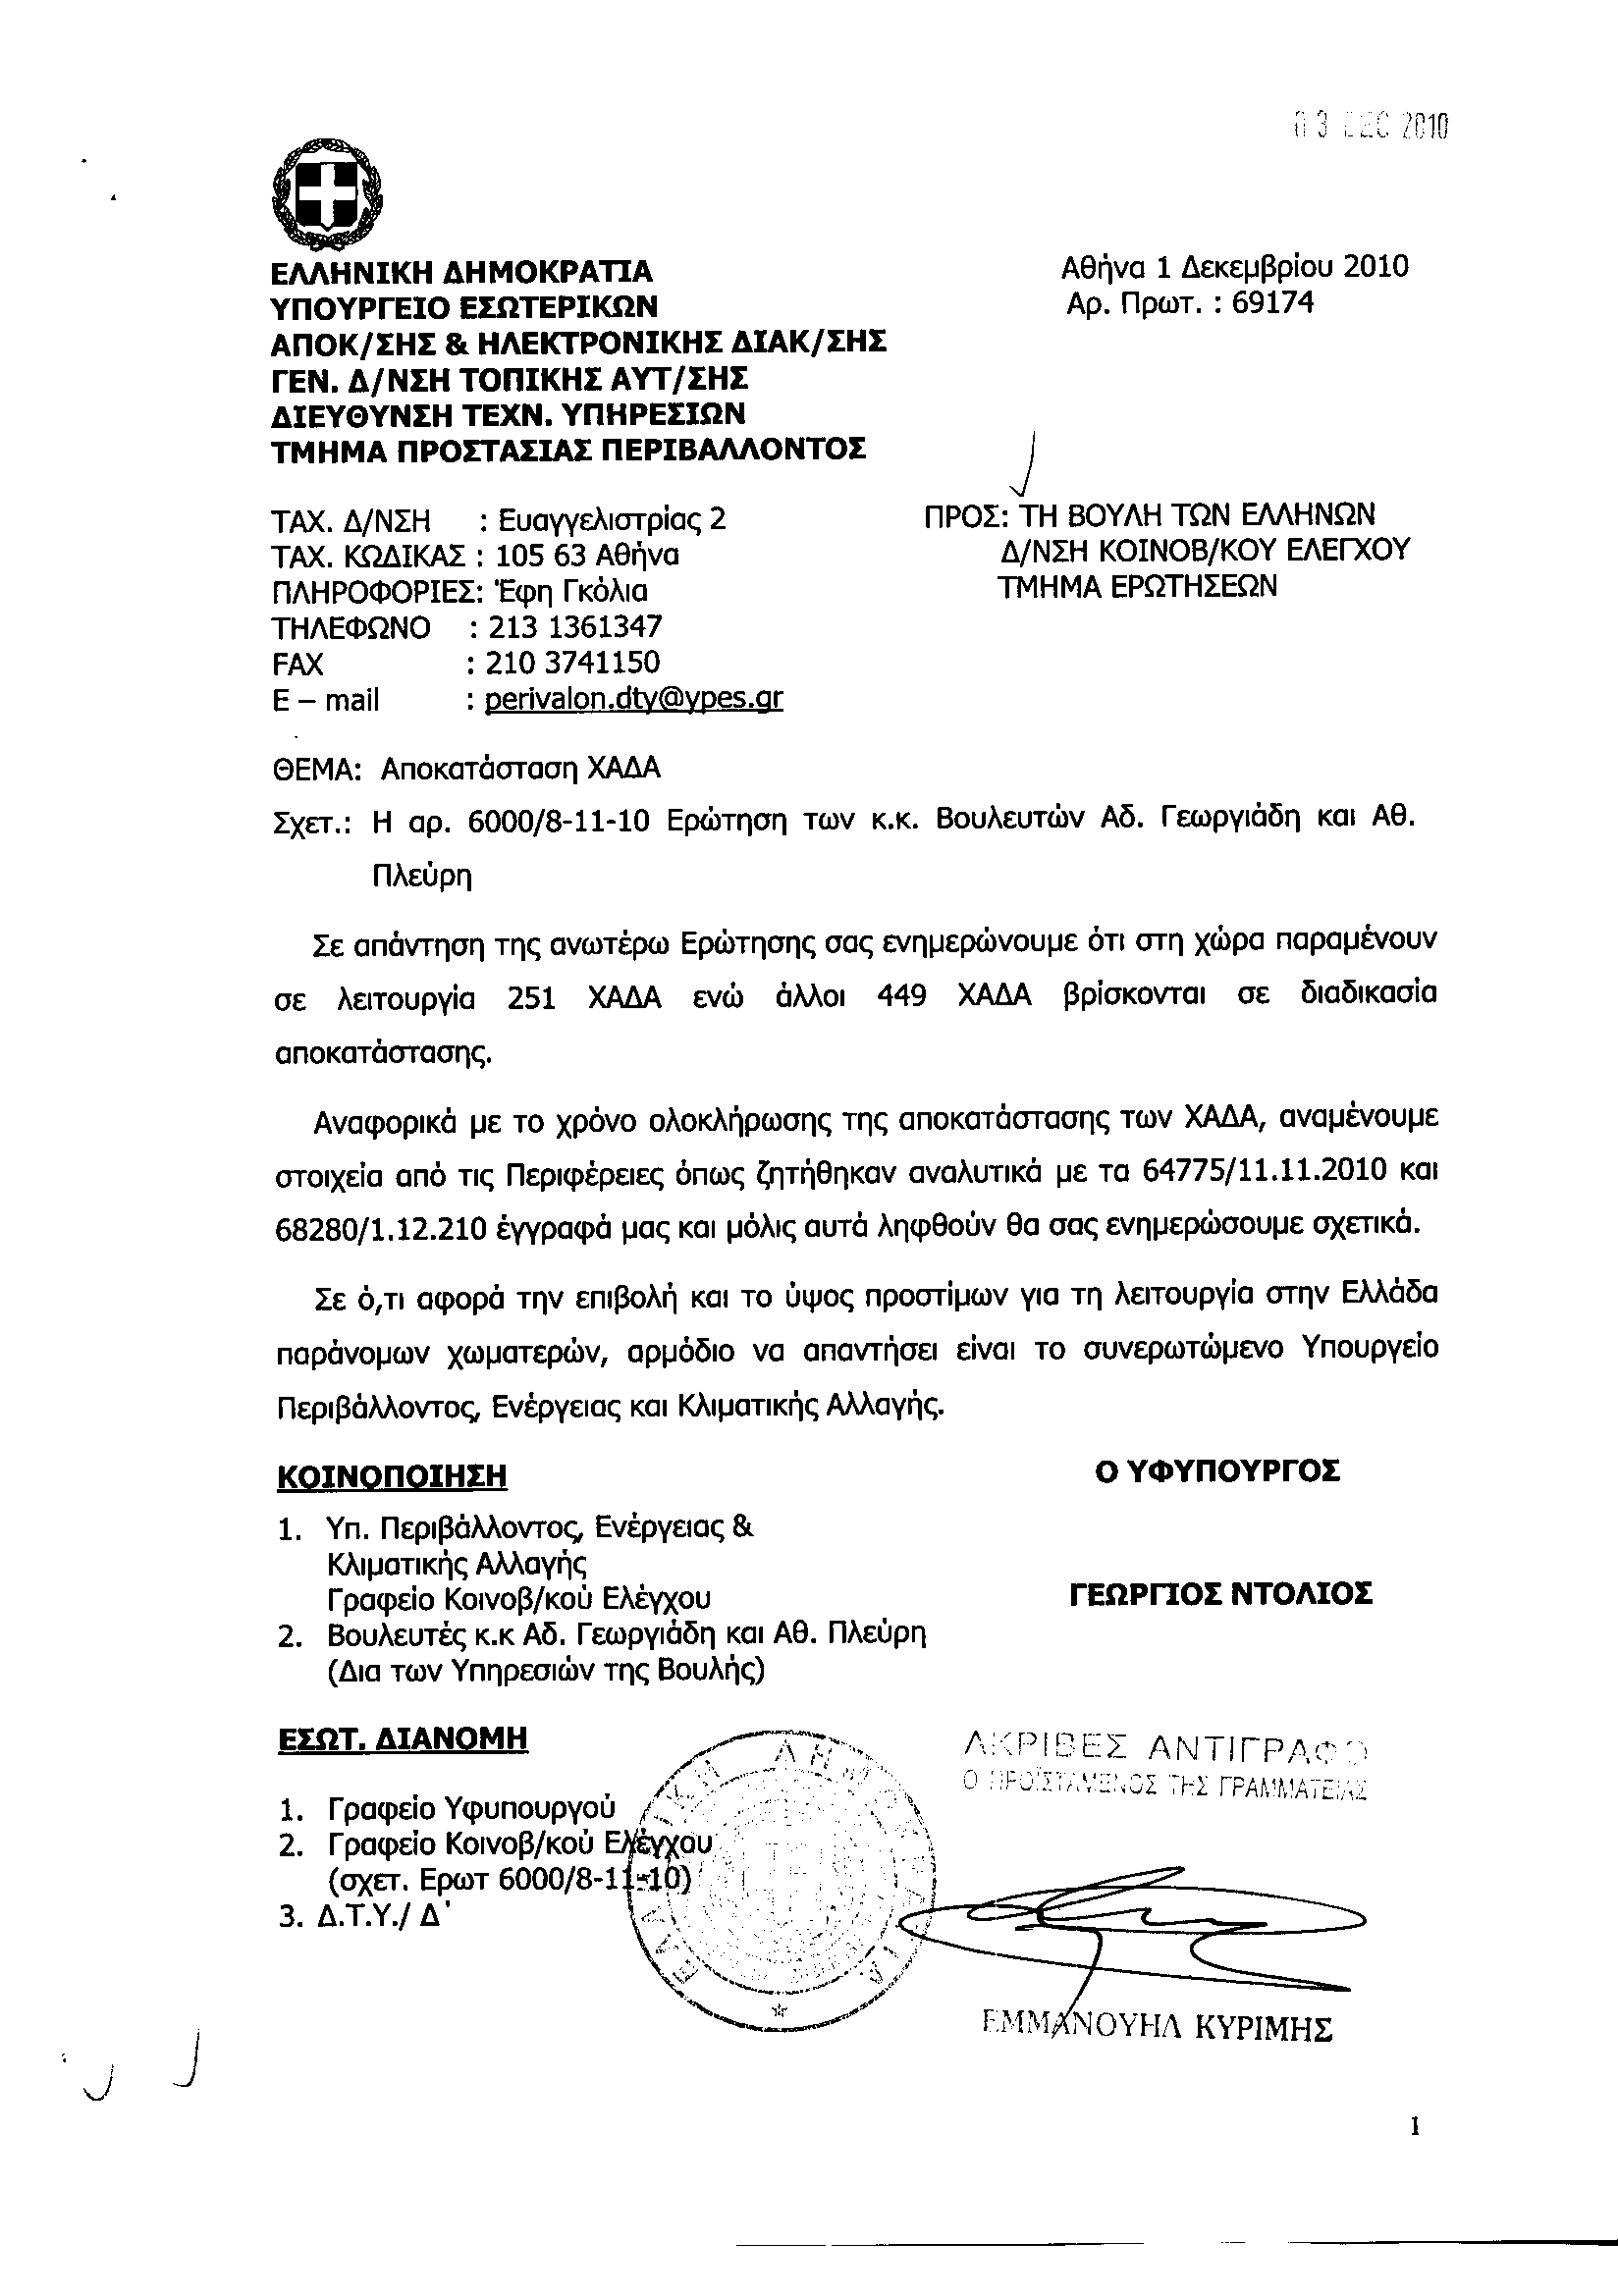 03 DEC 2010
ΕΛΛΗΝΙΚΗ ΔΗΜΟΚΡΑΤΙΑ
ΥΠΟΥΡΓΕΙΟ ΕΣΩΤΕΡΙΚΩΝ
ΑΠΟΚ/ΣΗΣ & ΗΛΕΚΤΡΟΝΙΚΗΣ ΔΙΑΚ/ΣΗΣ
ΓΕΝ. Δ/ΝΣΗ ΤΟΠΙΚΗΣ ΑΥΤ/ΣΗΣ
ΔΙΕΥΘΥΝΣΗ ΤΕΧΝ. ΥΠΗΡΕΣΙΩΝ
ΤΜΗΜΑ ΠΡΟΣΤΑΣΙΑΣ ΠΕΡΙΒΑΛΛΟΝΤΟΣ
Αθήνα 1 Δεκεμβρίου 2010
Αρ. Πρωτ. : 69174
ΤΑΧ. Δ/ΝΣΗ : Ευαγγελιστρίας 2
ΤΑΧ. ΚΩΔΙΚΑΣ : 105 63 Αθήνα
ΠΛΗΡΟΦΟΡΙΕΣ: Έφη Γκόλια
ΤΗΛΕΦΩΝΟ : 213 1361347
FAX : 210 3741150
E – mail : perivalon.dty@ypes.gr
ΠΡΟΣ: ΤΗ ΒΟΥΛΗ ΤΩΝ ΕΛΛΗΝΩΝ
Δ/ΝΣΗ ΚΟΙΝΟΒ/ΚΟΥ ΕΛΕΓΧΟΥ
ΤΜΗΜΑ ΕΡΩΤΗΣΕΩΝ
ΘΕΜΑ: Αποκατάσταση ΧΑΔΑ
Σχετ.: Η αρ. 6000/8-11-10 Ερώτηση των κ.κ. Βουλευτών Αδ. Γεωργιάδη και Αθ.
Πλεύρη
Σε απάντηση της ανωτέρω Ερώτησης σας ενημερώνουμε ότι στη χώρα παραμένουν
σε λειτουργία 251 ΧΑΔΑ ενώ άλλοι 449 ΧΑΔΑ βρίσκονται σε διαδικασία
αποκατάστασης.
Αναφορικά με το χρόνο ολοκλήρωσης της αποκατάστασης των ΧΑΔΑ, αναμένουμε
στοιχεία από τις Περιφέρειες όπως ζητήθηκαν αναλυτικά με τα 64775/11.11.2010 και
68280/1.12.210 έγγραφά μας και μόλις αυτά ληφθούν θα σας ενημερώσουμε σχετικά.
Σε ό,τι αφορά την επιβολή και το ύψος προστίμων για τη λειτουργία στην Ελλάδα
παράνομων χωματερών, αρμόδιο να απαντήσει είναι το συνερωτώμενο Υπουργείο
Περιβάλλοντος, Ενέργειας και Κλιματικής Αλλαγής.
ΚΟΙΝΟΠΟΙΗΣΗ
1. Υπ. Περιβάλλοντος, Ενέργειας &
Κλιματικής Αλλαγής
Γραφείο Κοινοβ/κού Ελέγχου
2. Βουλευτές κ.κ Αδ. Γεωργιάδη και Αθ. Πλεύρη
(Δια των Υπηρεσιών της Βουλής)
Ο ΥΦΥΠΟΥΡΓΟΣ
ΓΕΩΡΓΙΟΣ ΝΤΟΛΙΟΣ
ΕΣΩΤ. ΔΙΑΝΟΜΗ
1. Γραφείο Υφυπουργού
2. Γραφείο Κοινοβ/κού Ελέγχου
(σχετ. Ερωτ 6000/8-11-10)
3. Δ.Τ.Υ./ Δ'
ΕΛΛΗΝΙΚΗ ΔΗΜΟΚΡΑΤΙΑ
ΑΚΡΙΒΕΣ ΑΝΤΙΓΡΑΦΟ
Ο ΠΡΟΪΣΤΑΜΕΝΟΣ ΤΗΣ ΓΡΑΜΜΑΤΕΙΑΣ
ΕΜΜΑΝΟΥΗΛ ΚΥΡΙΜΗΣ
1